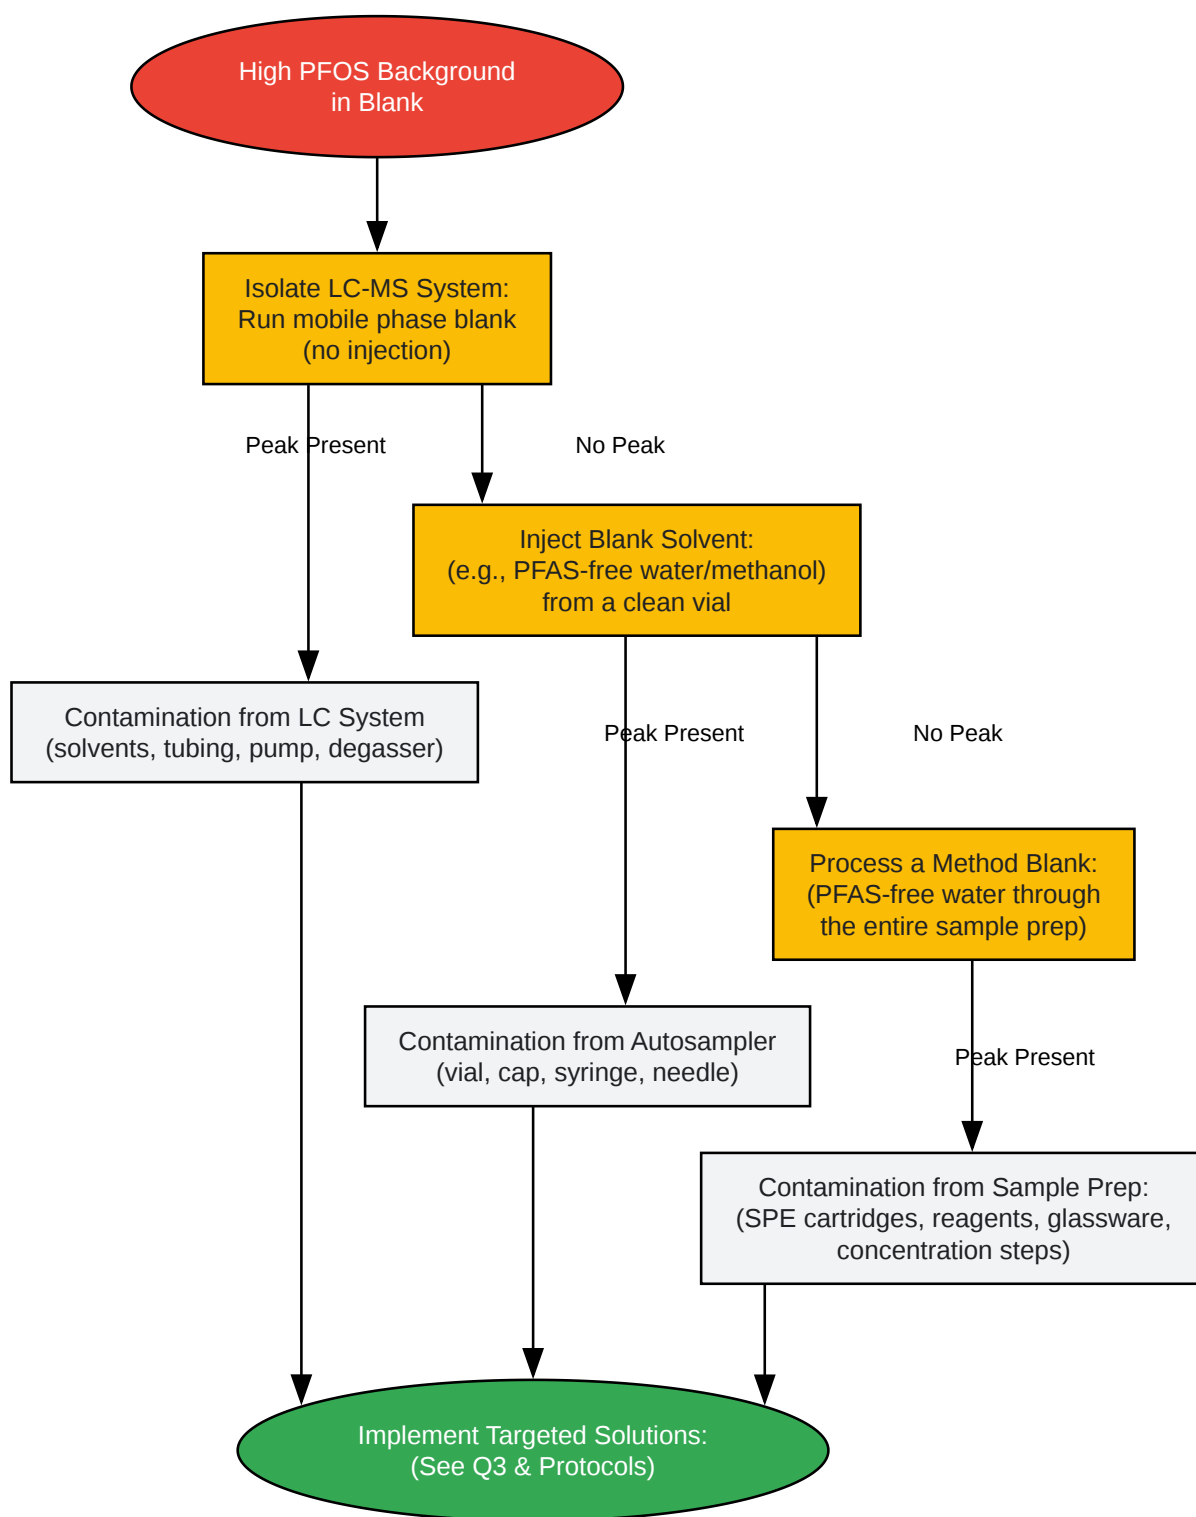 High PFOS Background
in Blank
Isolate LC-MS System:
Run mobile phase blank
(no injection)
Peak Present
No Peak
Inject Blank Solvent:
(e.g., PFAS-free water/methanol)
from a clean vial
Contamination from LC System
(solvents, tubing, pump, degasser)
Peak Present
No Peak
Process a Method Blank:
(PFAS-free water through
the entire sample prep)
Contamination from Autosampler
(vial, cap, syringe, needle)
Peak Present
Contamination from Sample Prep:
(SPE cartridges, reagents, glassware,
concentration steps)
Implement Targeted Solutions:
(See Q3 & Protocols)